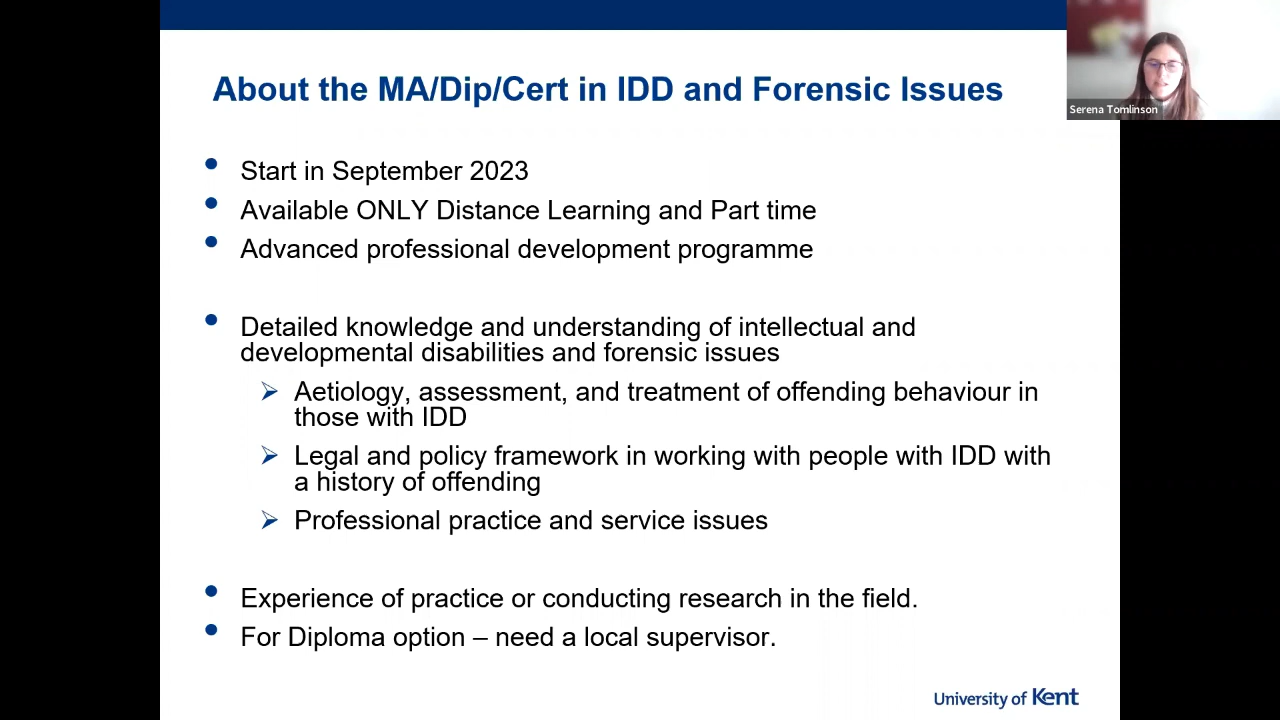 About the MA/Dip/Cert in IDD and Forensic Issues
Serena Tomlinson
• Start in September 2023
• Available ONLY Distance Learning and Part time
• Advanced professional development programme
• Detailed knowledge and understanding of intellectual and
developmental disabilities and forensic issues
➢ Aetiology, assessment, and treatment of offending behaviour in
those with IDD
➢ Legal and policy framework in working with people with IDD with
a history of offending
➢ Professional practice and service issues
• Experience of practice or conducting research in the field.
• For Diploma option – need a local supervisor.
University of Kent